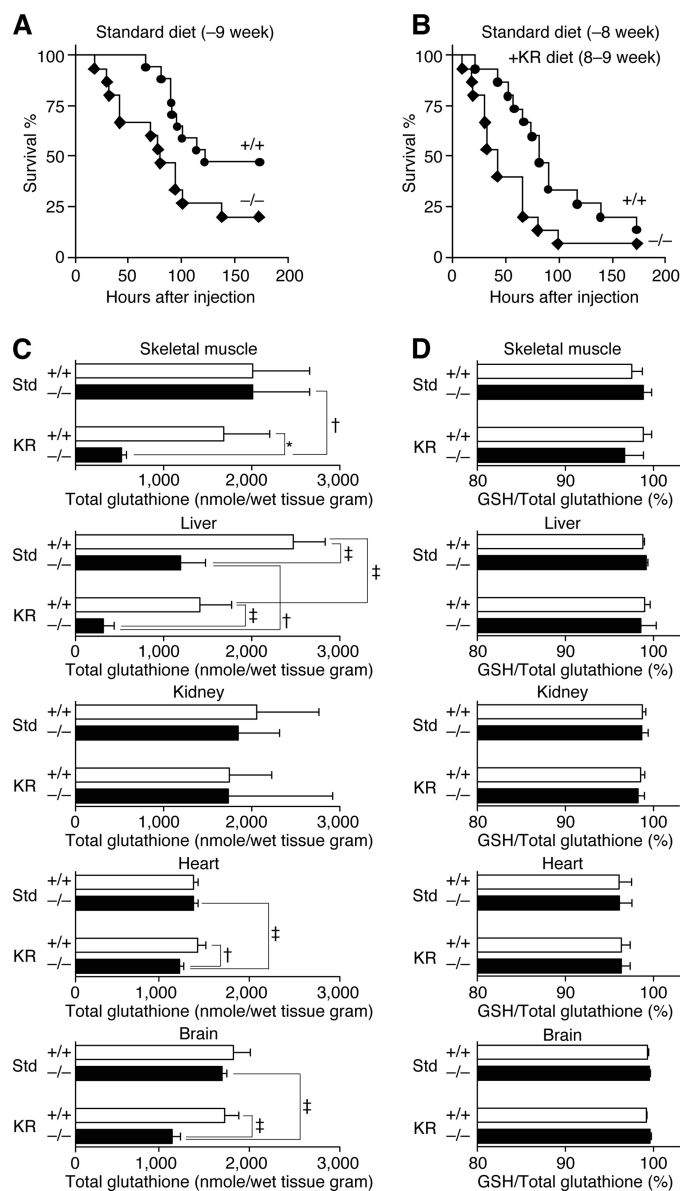 A
Standard diet (–9 week)
100
75
50
25
0
Survival %
+/+
–/–
0 50 100 150 200
Hours after injection
B
Standard diet (–8 week)
+KR diet (8–9 week)
100
75
50
25
0
Survival %
+/+
–/–
0 50 100 150 200
Hours after injection
C
Skeletal muscle
Std +/+
–/–
†
KR +/+
–/–
*
0 1,000 2,000 3,000
Total glutathione (nmole/wet tissue gram)
Liver
Std +/+
–/–
‡
‡
KR +/+
–/–
‡ †
0 1,000 2,000 3,000
Total glutathione (nmole/wet tissue gram)
Kidney
Std +/+
–/–
KR +/+
–/–
0 1,000 2,000 3,000
Total glutathione (nmole/wet tissue gram)
Heart
Std +/+
–/–
‡
KR +/+
–/–
†
0 1,000 2,000 3,000
Total glutathione (nmole/wet tissue gram)
Brain
Std +/+
–/–
‡
KR +/+
–/–
‡
0 1,000 2,000 3,000
Total glutathione (nmole/wet tissue gram)
D
Skeletal muscle
Std +/+
–/–
KR +/+
–/–
80 90 100
GSH/Total glutathione (%)
Liver
Std +/+
–/–
KR +/+
–/–
80 90 100
GSH/Total glutathione (%)
Kidney
Std +/+
–/–
KR +/+
–/–
80 90 100
GSH/Total glutathione (%)
Heart
Std +/+
–/–
KR +/+
–/–
80 90 100
GSH/Total glutathione (%)
Brain
Std +/+
–/–
KR +/+
–/–
80 90 100
GSH/Total glutathione (%)